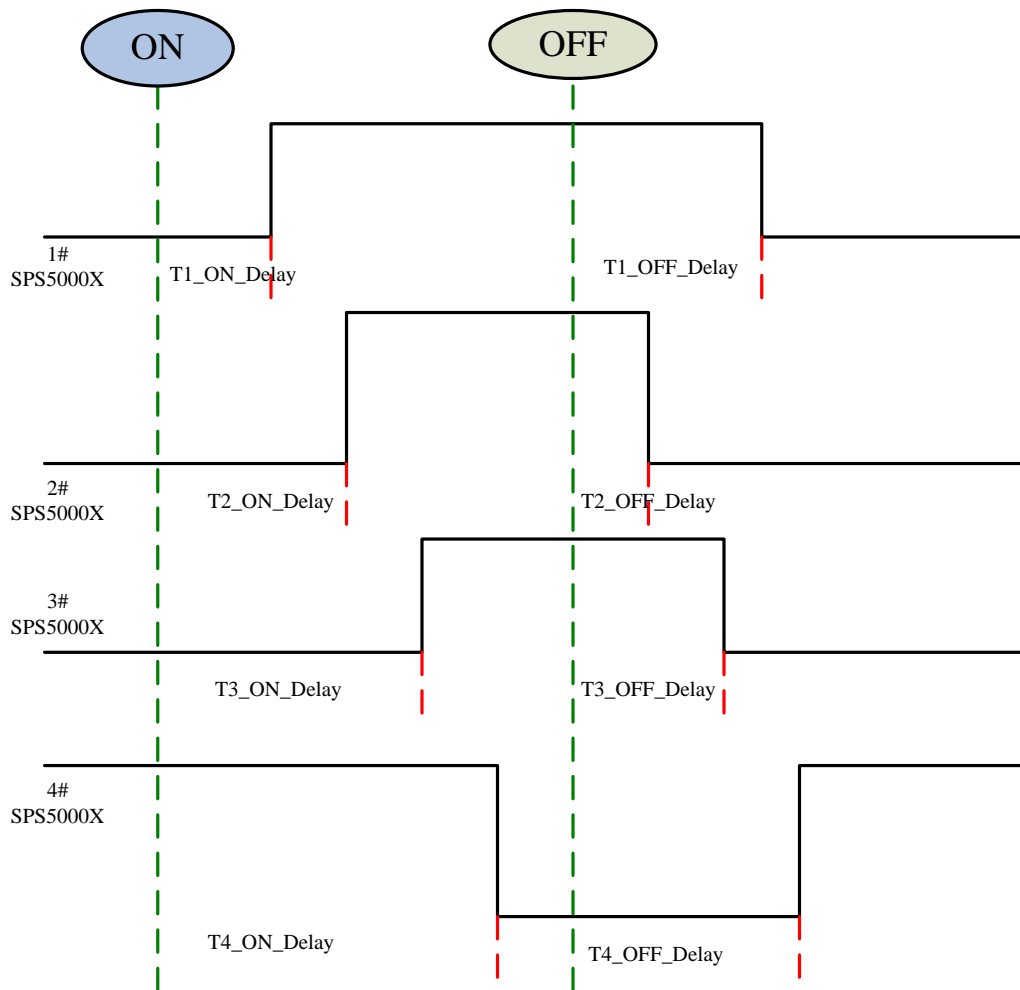 ON
OFF
1#
SPS5000X
T1_ON_Delay
T1_OFF_Delay
2#
SPS5000X
T2_ON_Delay
T2_OFF_Delay
3#
SPS5000X
T3_ON_Delay
T3_OFF_Delay
4#
SPS5000X
T4_ON_Delay
T4_OFF_Delay